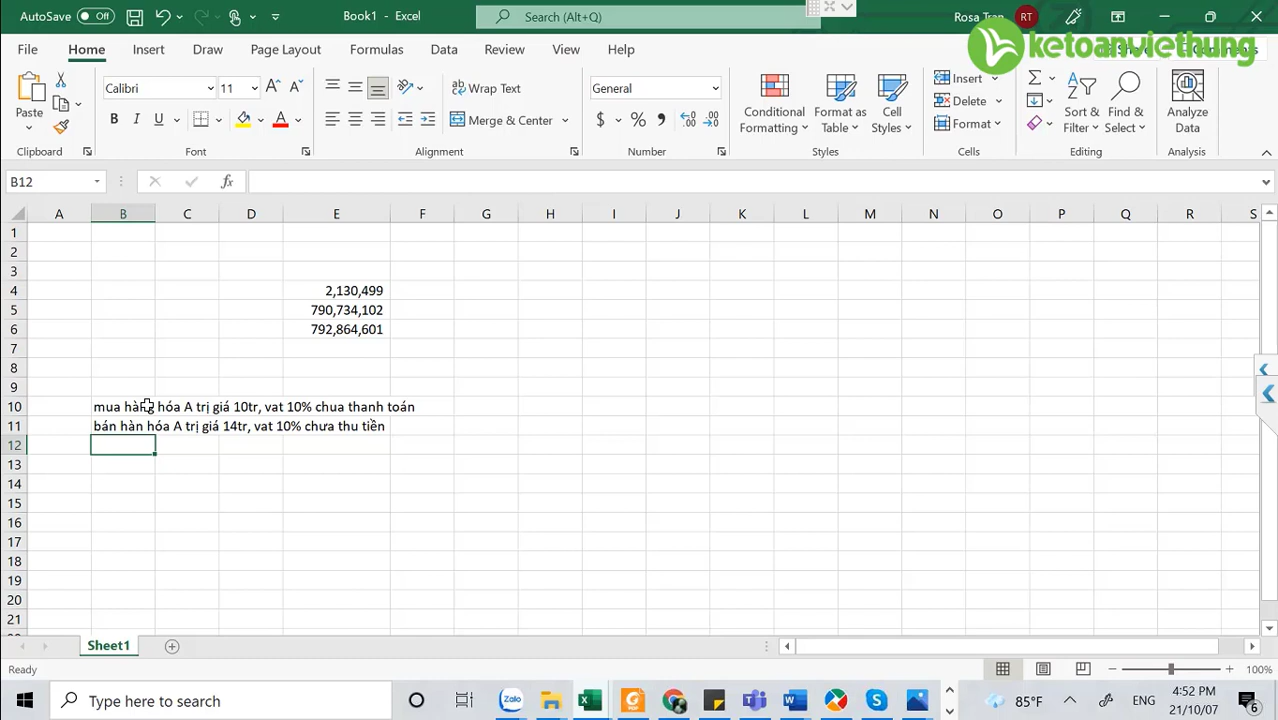 AutoSave Off Book1 - Excel Search (Alt+Q) Rosa Tran RT
File Home Insert Draw Page Layout Formulas Data Review View Help
ketoanviethung
Paste
Calibri 11
B I U A
Wrap Text
Merge & Center
General
$ %
Conditional Formatting
Format as Table
Cell Styles
Insert
Delete
Format
Sort & Filter
Find & Select
Analyze Data
Clipboard Font Alignment Number Styles Cells Editing Analysis
B12 fx
A B C D E F G H I J K L M N O P Q R S
1
2
3
4 2,130,499
5 790,734,102
6 792,864,601
7
8
9
10 mua hàng hóa A trị giá 10tr, vat 10% chua thanh toán
11 bán hàn hóa A trị giá 14tr, vat 10% chưa thu tiền
12
13
14
15
16
17
18
19
20
21
Sheet1
Ready 100%
Type here to search 85°F ENG 4:52 PM
21/10/07 6